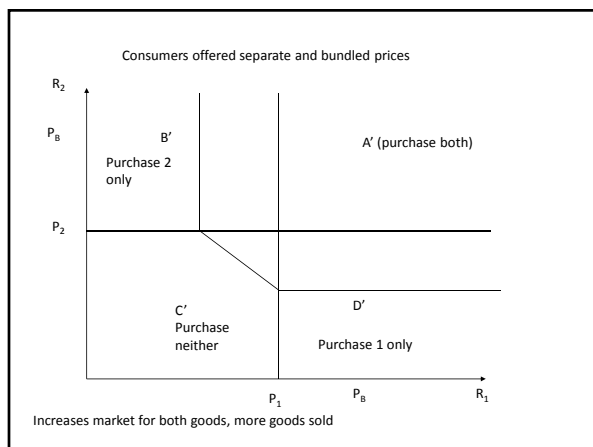 Consumers offered separate and bundled prices
R2
PB
B’
A’ (purchase both)
Purchase 2
only
P2
C’
Purchase
neither
D’
Purchase 1 only
P1
PB
R1
Increases market for both goods, more goods sold